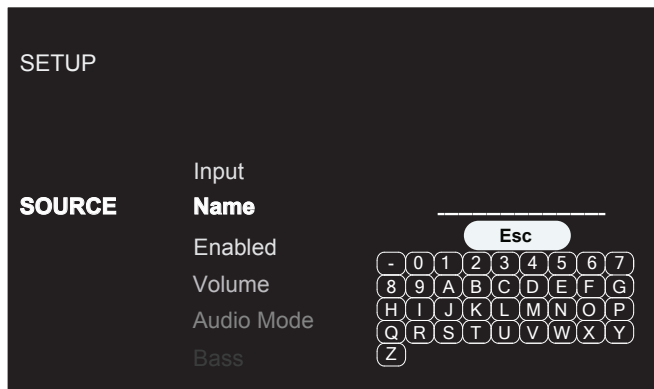 SETUP
Input
SOURCE Name ____________
Enabled Esc
- 0 1 2 3 4 5 6 7
Volume 8 9 A B C D E F G
Audio Mode H I J K L M N O P
Q R S T U V W X Y
Bass Z